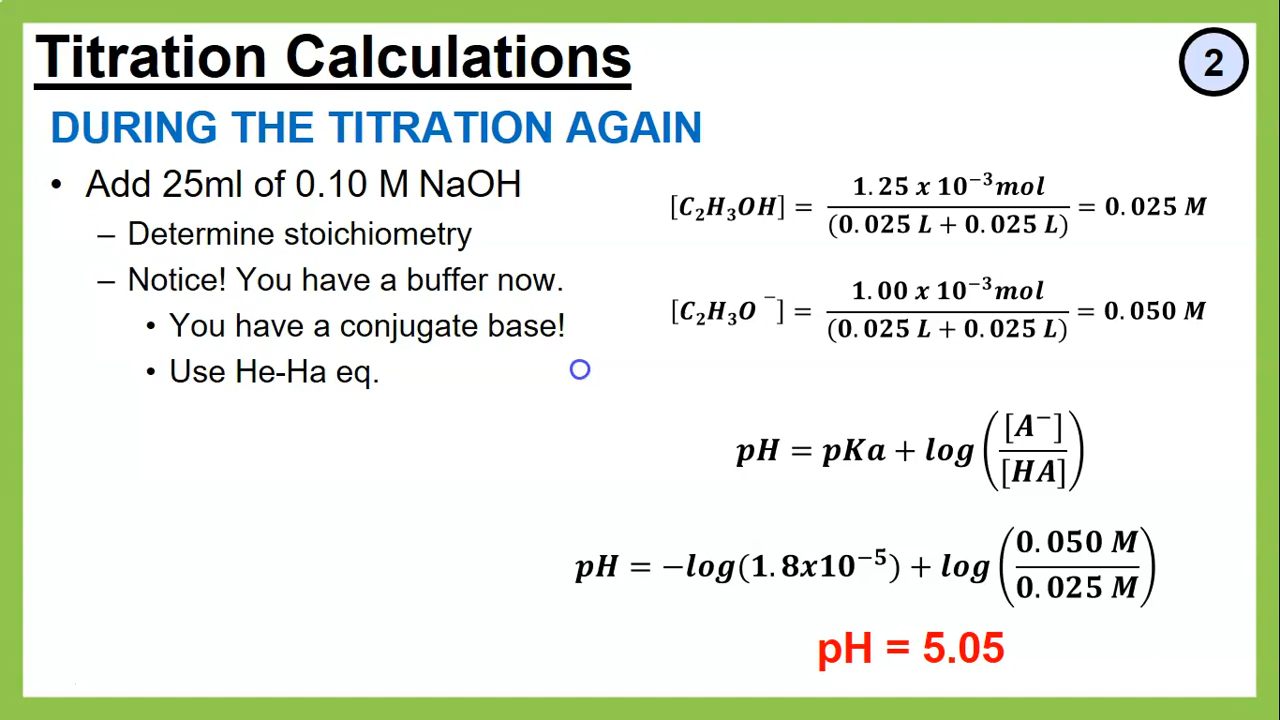 Titration Calculations
2
DURING THE TITRATION AGAIN
• Add 25ml of 0.10 M NaOH
– Determine stoichiometry
– Notice! You have a buffer now.
• You have a conjugate base!
• Use He-Ha eq.
[C₂H₃OH] = 1.25 x 10⁻³mol / (0.025 L + 0.025 L) = 0.025 M
[C₂H₃O ⁻] = 1.00 x 10⁻³mol / (0.025 L + 0.025 L) = 0.050 M
pH = pKa + log([A⁻] / [HA])
pH = −log(1.8x10⁻⁵) + log(0.050 M / 0.025 M)
pH = 5.05